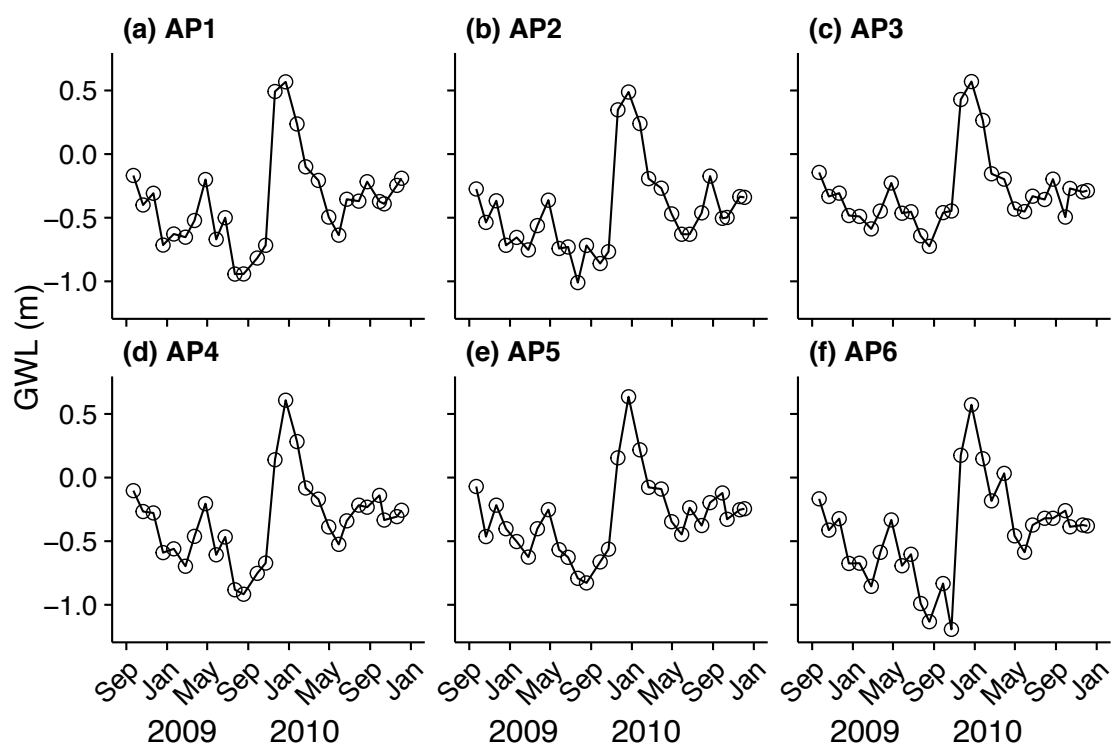 (a) AP1
(b) AP2
(c) AP3
0.5
0.0
−0.5
−1.0
GWL (m)
(d) AP4
(e) AP5
(f) AP6
0.5
0.0
−0.5
−1.0
Sep Jan May Sep Jan May Sep Jan
Sep Jan May Sep Jan May Sep Jan
Sep Jan May Sep Jan May Sep Jan
2009 2010
2009 2010
2009 2010